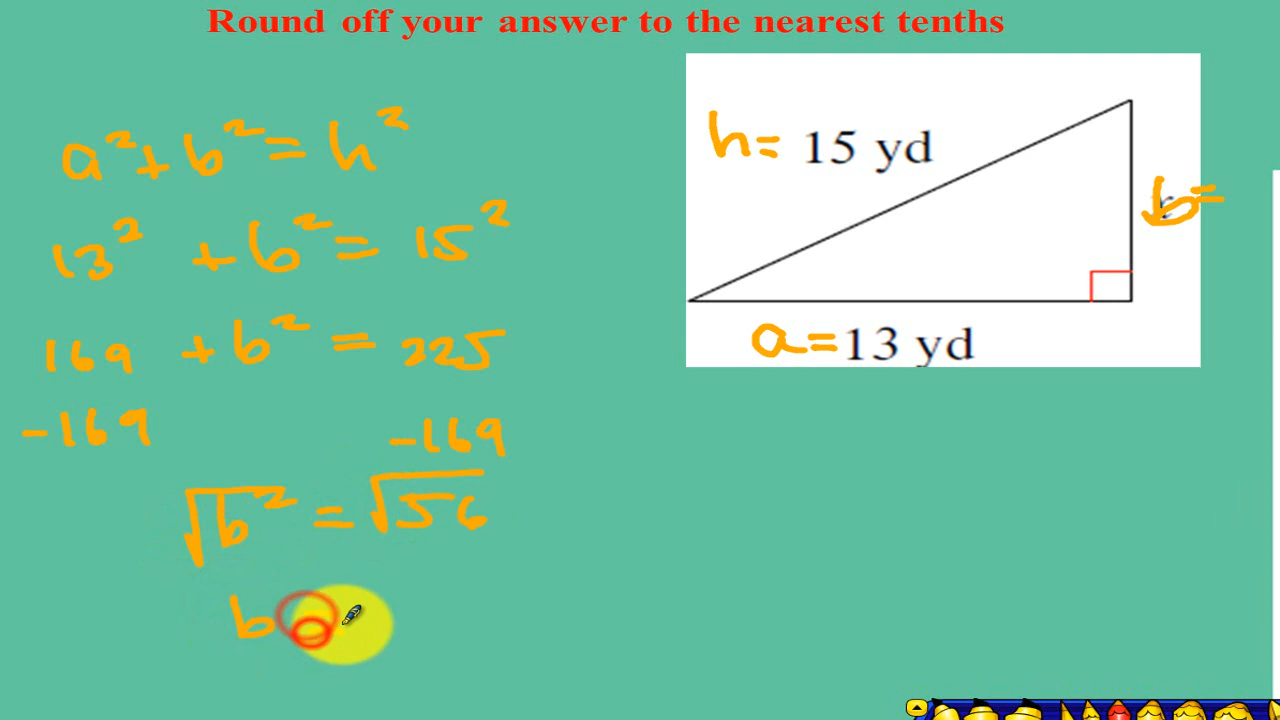 Round off your answer to the nearest tenths
a²+b²=h²
13² +b²=15²
169 +b²=225
-169 -169
√b²=√56
b
h= 15 yd
b=
a=13 yd